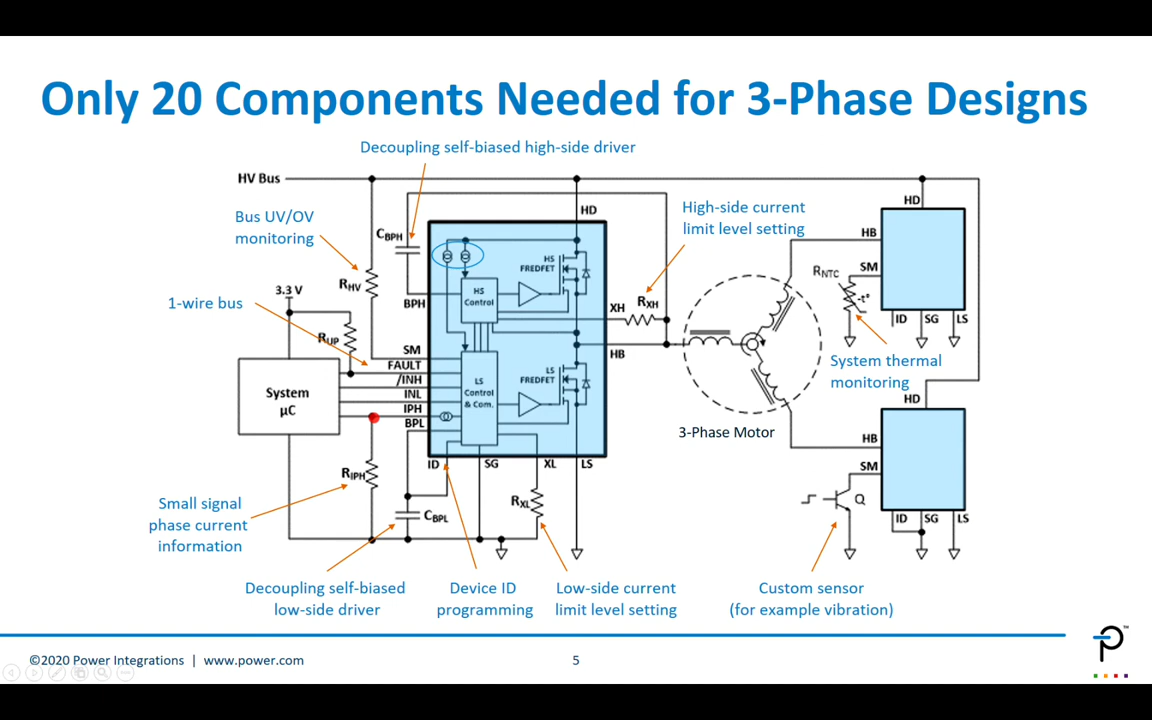 Only 20 Components Needed for 3-Phase Designs
Decoupling self-biased high-side driver
HV Bus
HD
HD
Bus UV/OV
monitoring
CBPH
High-side current
limit level setting
HB
HS
FREDFET
RNTC
SM
-t°
RHV
HS
Control
1-wire bus
3.3 V
BPH
XH
RXH
ID
SG
LS
RUP
SM
HB
FAULT
System thermal
monitoring
/INH
LS
FREDFET
System
µC
INL
LS
Control
& Com.
HD
IPH
BPL
3-Phase Motor
HB
ID
SG
XL
LS
SM
RIPH
Small signal
phase current
information
RXL
Q
CBPL
ID
SG
LS
Decoupling self-biased
low-side driver
Device ID
programming
Low-side current
limit level setting
Custom sensor
(for example vibration)
©2020 Power Integrations | www.power.com
5
TM